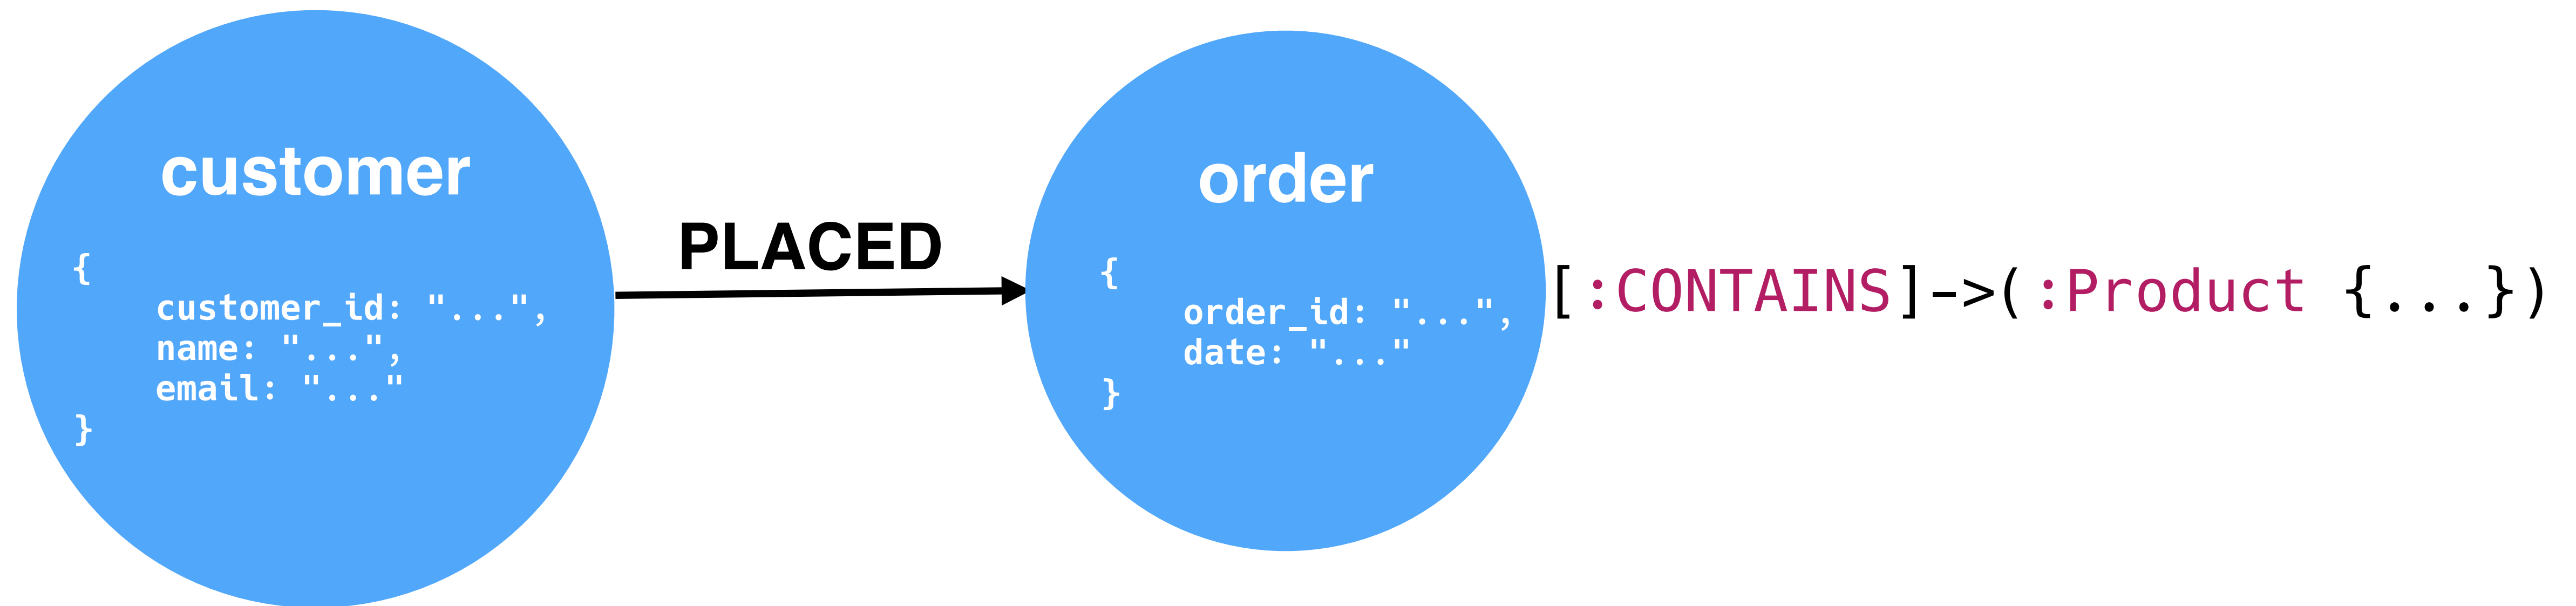 customer
{
customer_id: "...",
name: "...",
email: "..."
}
PLACED
order
{
order_id: "...",
date: "..."
}
[:CONTAINS]->(:Product {...})